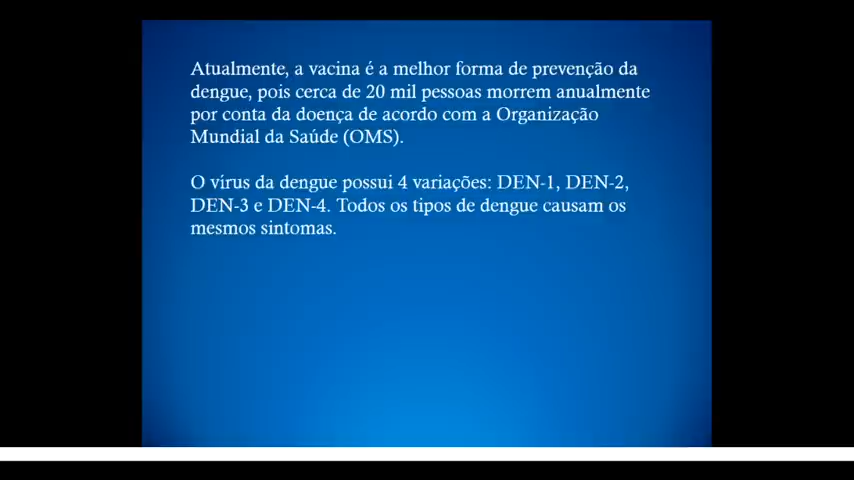 Atualmente, a vacina é a melhor forma de prevenção da
dengue, pois cerca de 20 mil pessoas morrem anualmente
por conta da doença de acordo com a Organização
Mundial da Saúde (OMS).
O vírus da dengue possui 4 variações: DEN-1, DEN-2,
DEN-3 e DEN-4. Todos os tipos de dengue causam os
mesmos sintomas.